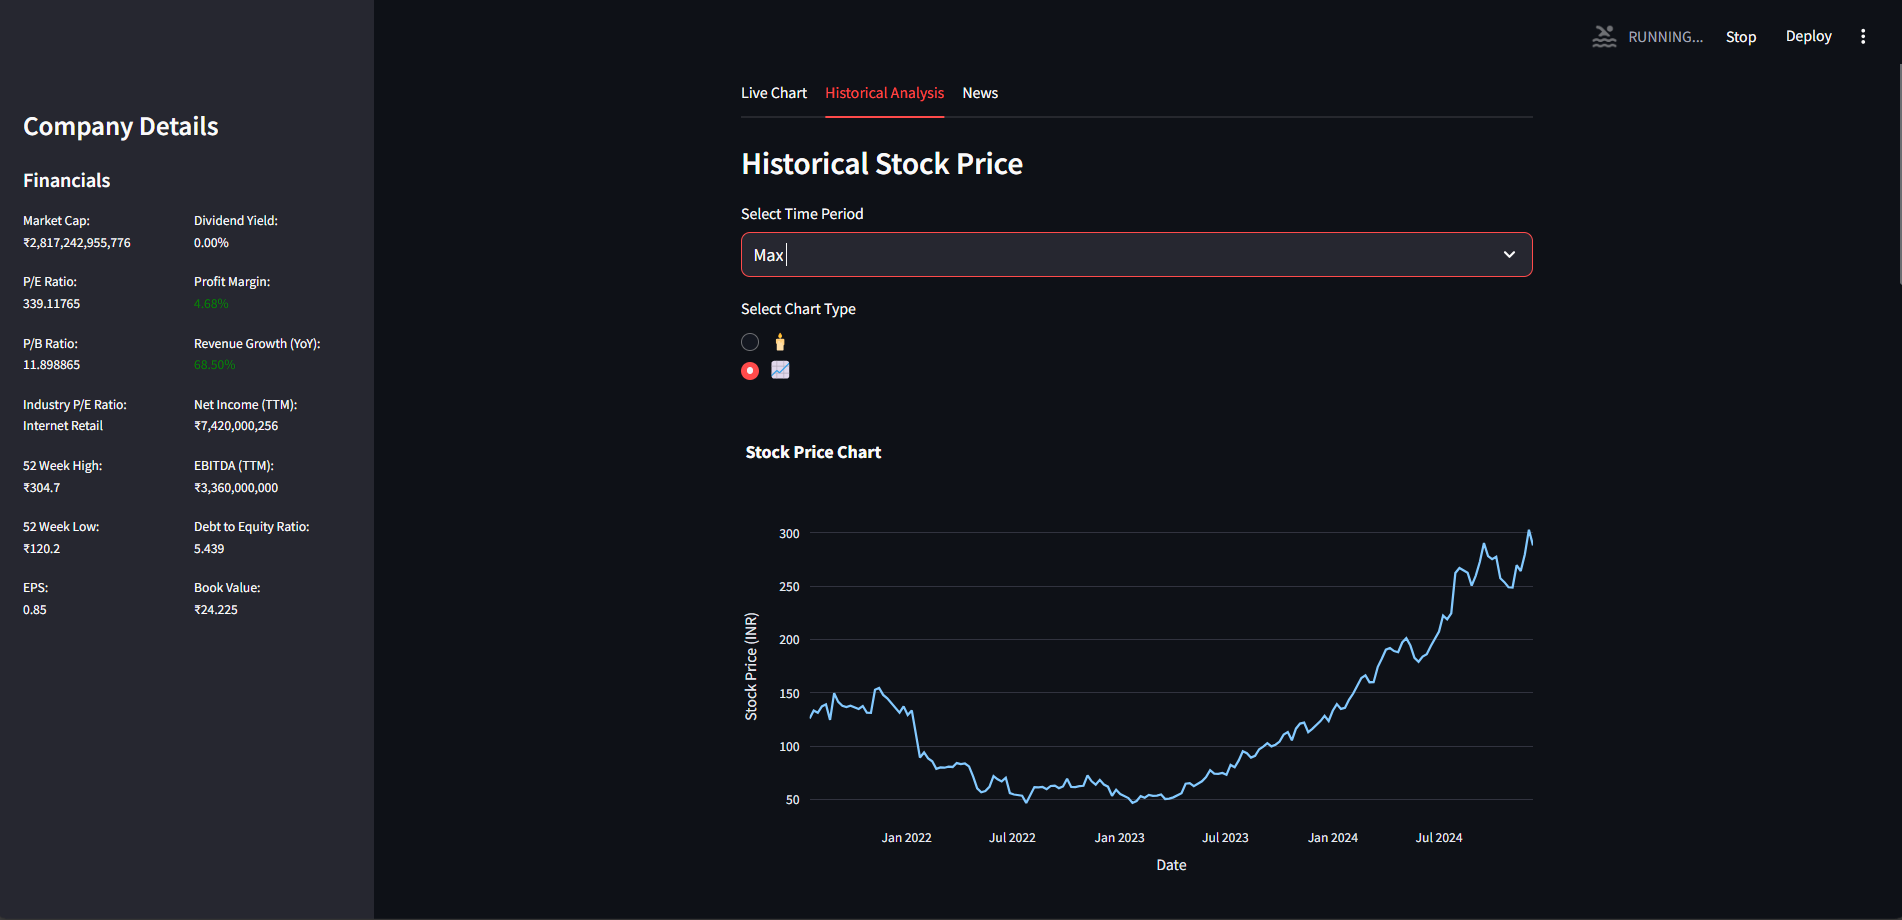 RUNNING...
Stop
Deploy
Company Details
Financials
Market Cap:
₹2,817,242,955,776
Dividend Yield:
0.00%
P/E Ratio:
339.11765
Profit Margin:
4.68%
P/B Ratio:
11.898865
Revenue Growth (YoY):
68.50%
Industry P/E Ratio:
Internet Retail
Net Income (TTM):
₹7,420,000,256
52 Week High:
₹304.7
EBITDA (TTM):
₹3,360,000,000
52 Week Low:
₹120.2
Debt to Equity Ratio:
5.439
EPS:
0.85
Book Value:
₹24.225
Live Chart
Historical Analysis
News
Historical Stock Price
Select Time Period
Max
Select Chart Type
Stock Price Chart
Stock Price (INR)
300
250
200
150
100
50
Jan 2022
Jul 2022
Jan 2023
Jul 2023
Jan 2024
Jul 2024
Date